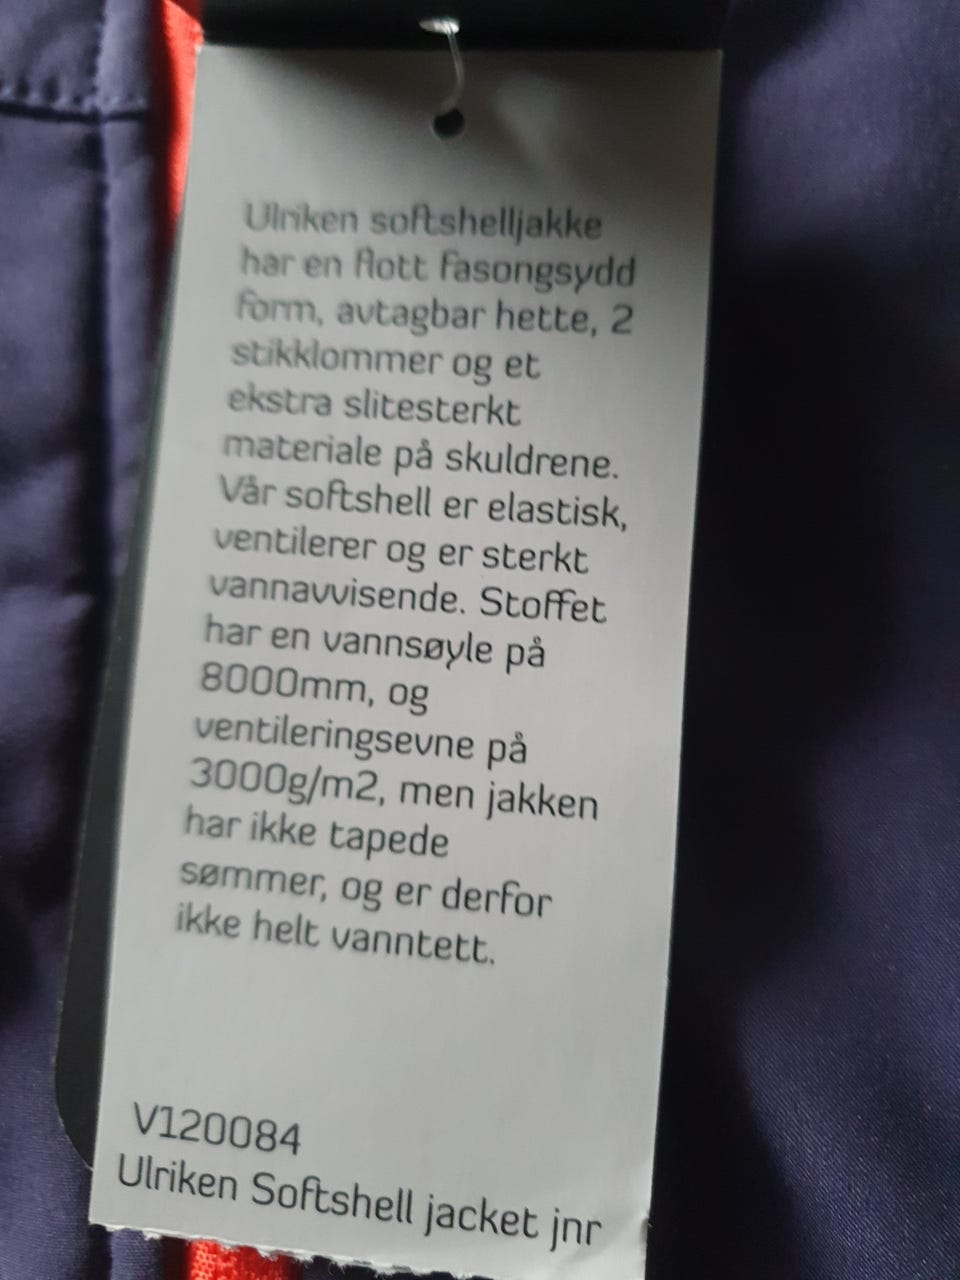 Ulriken softshelljakke
har en flott fasongsydd
form, avtagbar hette, 2
stikklommer og et
ekstra slitesterkt
materiale på skuldrene.
Vår softshell er elastisk,
ventilerer og er sterkt
vannavvisende. Stoffet
har en vannsøyle på
8000mm, og
ventileringsevne på
3000g/m2, men jakken
har ikke tapede
sømmer, og er derfor
ikke helt vanntett.
V120084
Ulriken Softshell jacket jnr